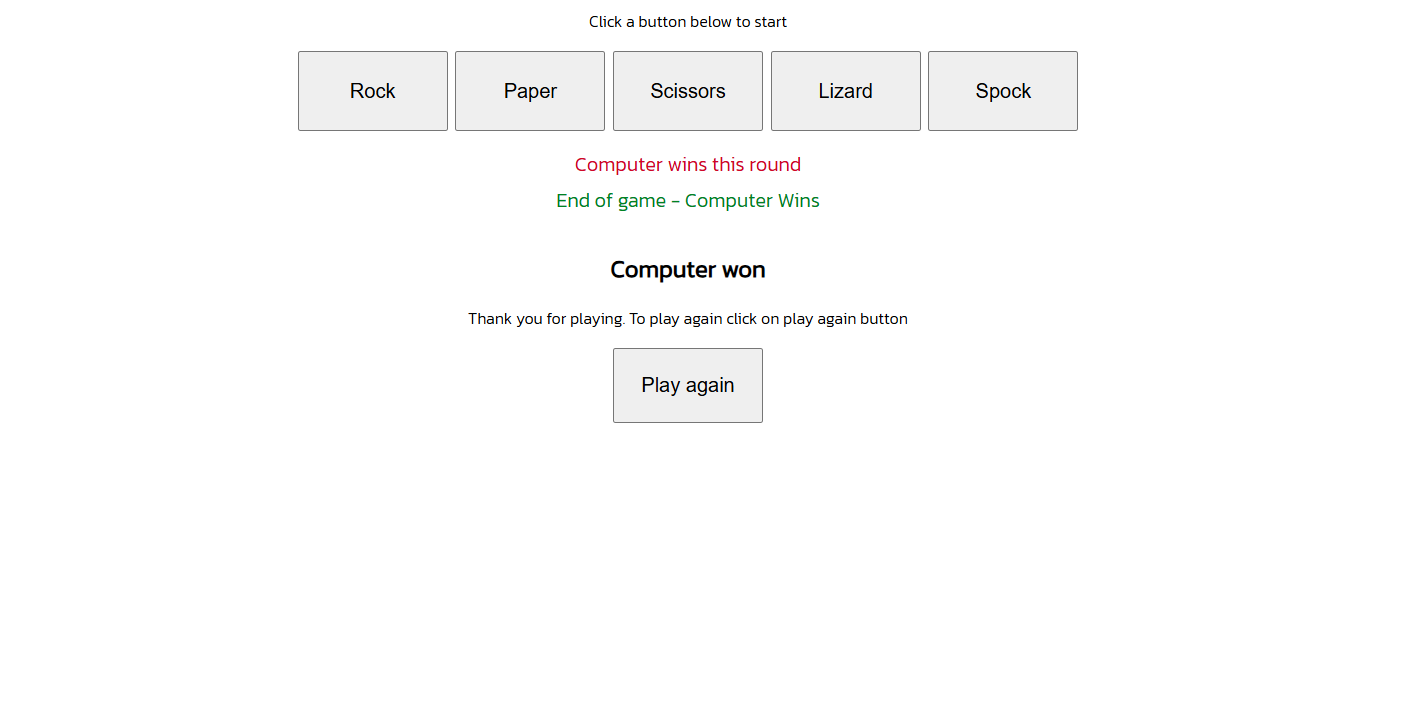 Click a button below to start
Rock Paper Scissors Lizard Spock
Computer wins this round
End of game - Computer Wins
Computer won
Thank you for playing. To play again click on play again button
Play again